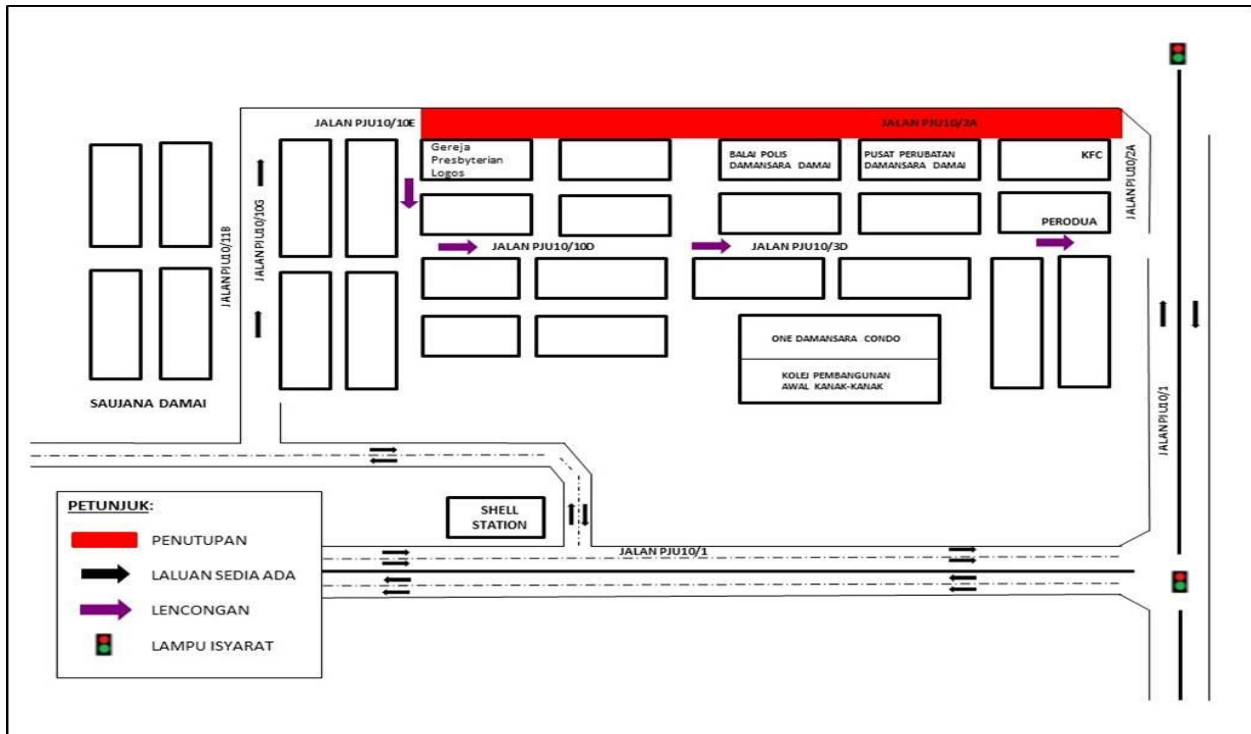 JALAN PJU10/10E
JALAN PJU10/3A
Gereja
Presbyterian
Logos
BALAI POLIS
DAMANSARA DAMAI
PUSAT PERUBATAN
DAMANSARA DAMAI
KFC
JALAN PJU10/2A
PERODUA
JALAN PJU10/11B
JALAN PJU10/10G
JALAN PJU10/10D
JALAN PJU10/3D
ONE DAMANSARA CONDO
KOLEJ PEMBANGUNAN
AWAL KANAK-KANAK
JALAN PJU10/1
SAUJANA DAMAI
SHELL
STATION
JALAN PJU10/1
PETUNJUK:
PENUTUPAN
LALUAN SEDIA ADA
LENCONGAN
LAMPU ISYARAT